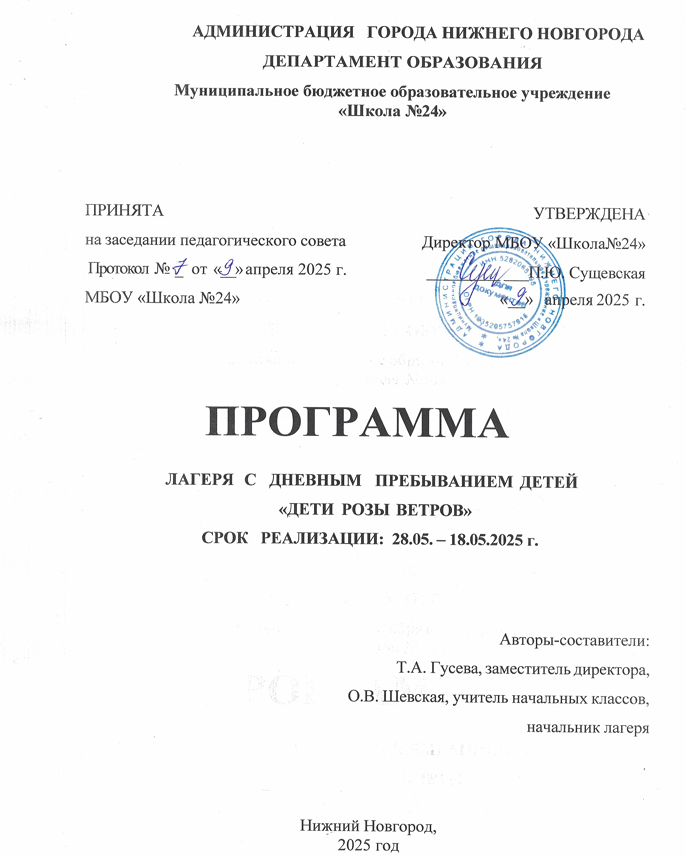 АДМИНИСТРАЦИЯ ГОРОДА НИЖНЕГО НОВГОРОДА
ДЕПАРТАМЕНТ ОБРАЗОВАНИЯ
Муниципальное бюджетное образовательное учреждение
«Школа №24»
ПРИНЯТА
на заседании педагогического совета
Протокол № 7 от «9» апреля 2025 г.
МБОУ «Школа №24»
УТВЕРЖДЕНА
Директор МБОУ «Школа№24»
П.Ю. Сущевская
«9» апреля 2025 г.
ПРОГРАММА
ЛАГЕРЯ С ДНЕВНЫМ ПРЕБЫВАНИЕМ ДЕТЕЙ
«ДЕТИ РОЗЫ ВЕТРОВ»
СРОК РЕАЛИЗАЦИИ: 28.05. – 18.05.2025 г.
Авторы-составители:
Т.А. Гусева, заместитель директора,
О.В. Шевская, учитель начальных классов,
начальник лагеря
Нижний Новгород,
2025 год